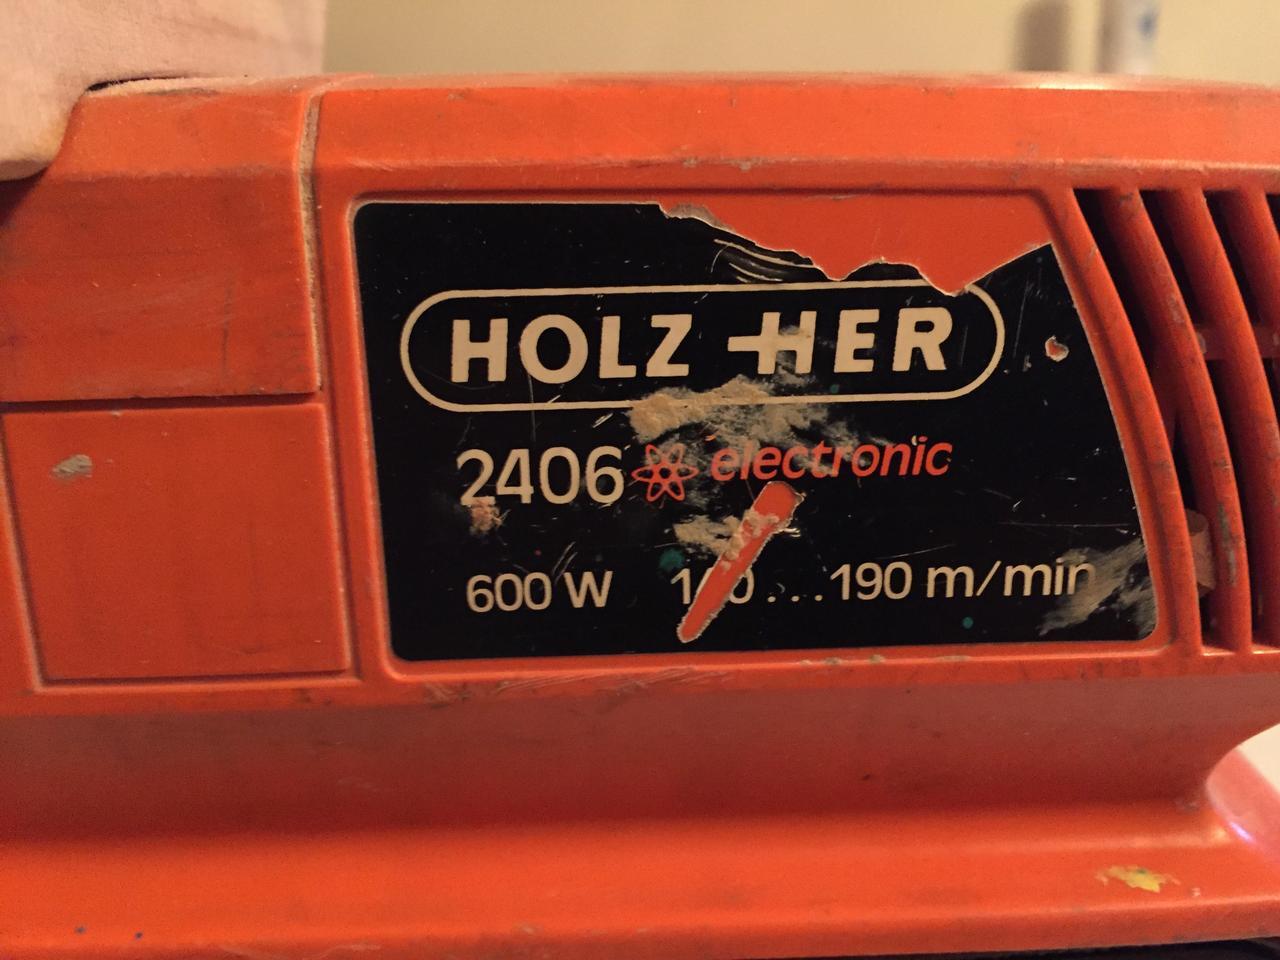 HOLZ HER
2406 electronic
600 W ...190 m/min